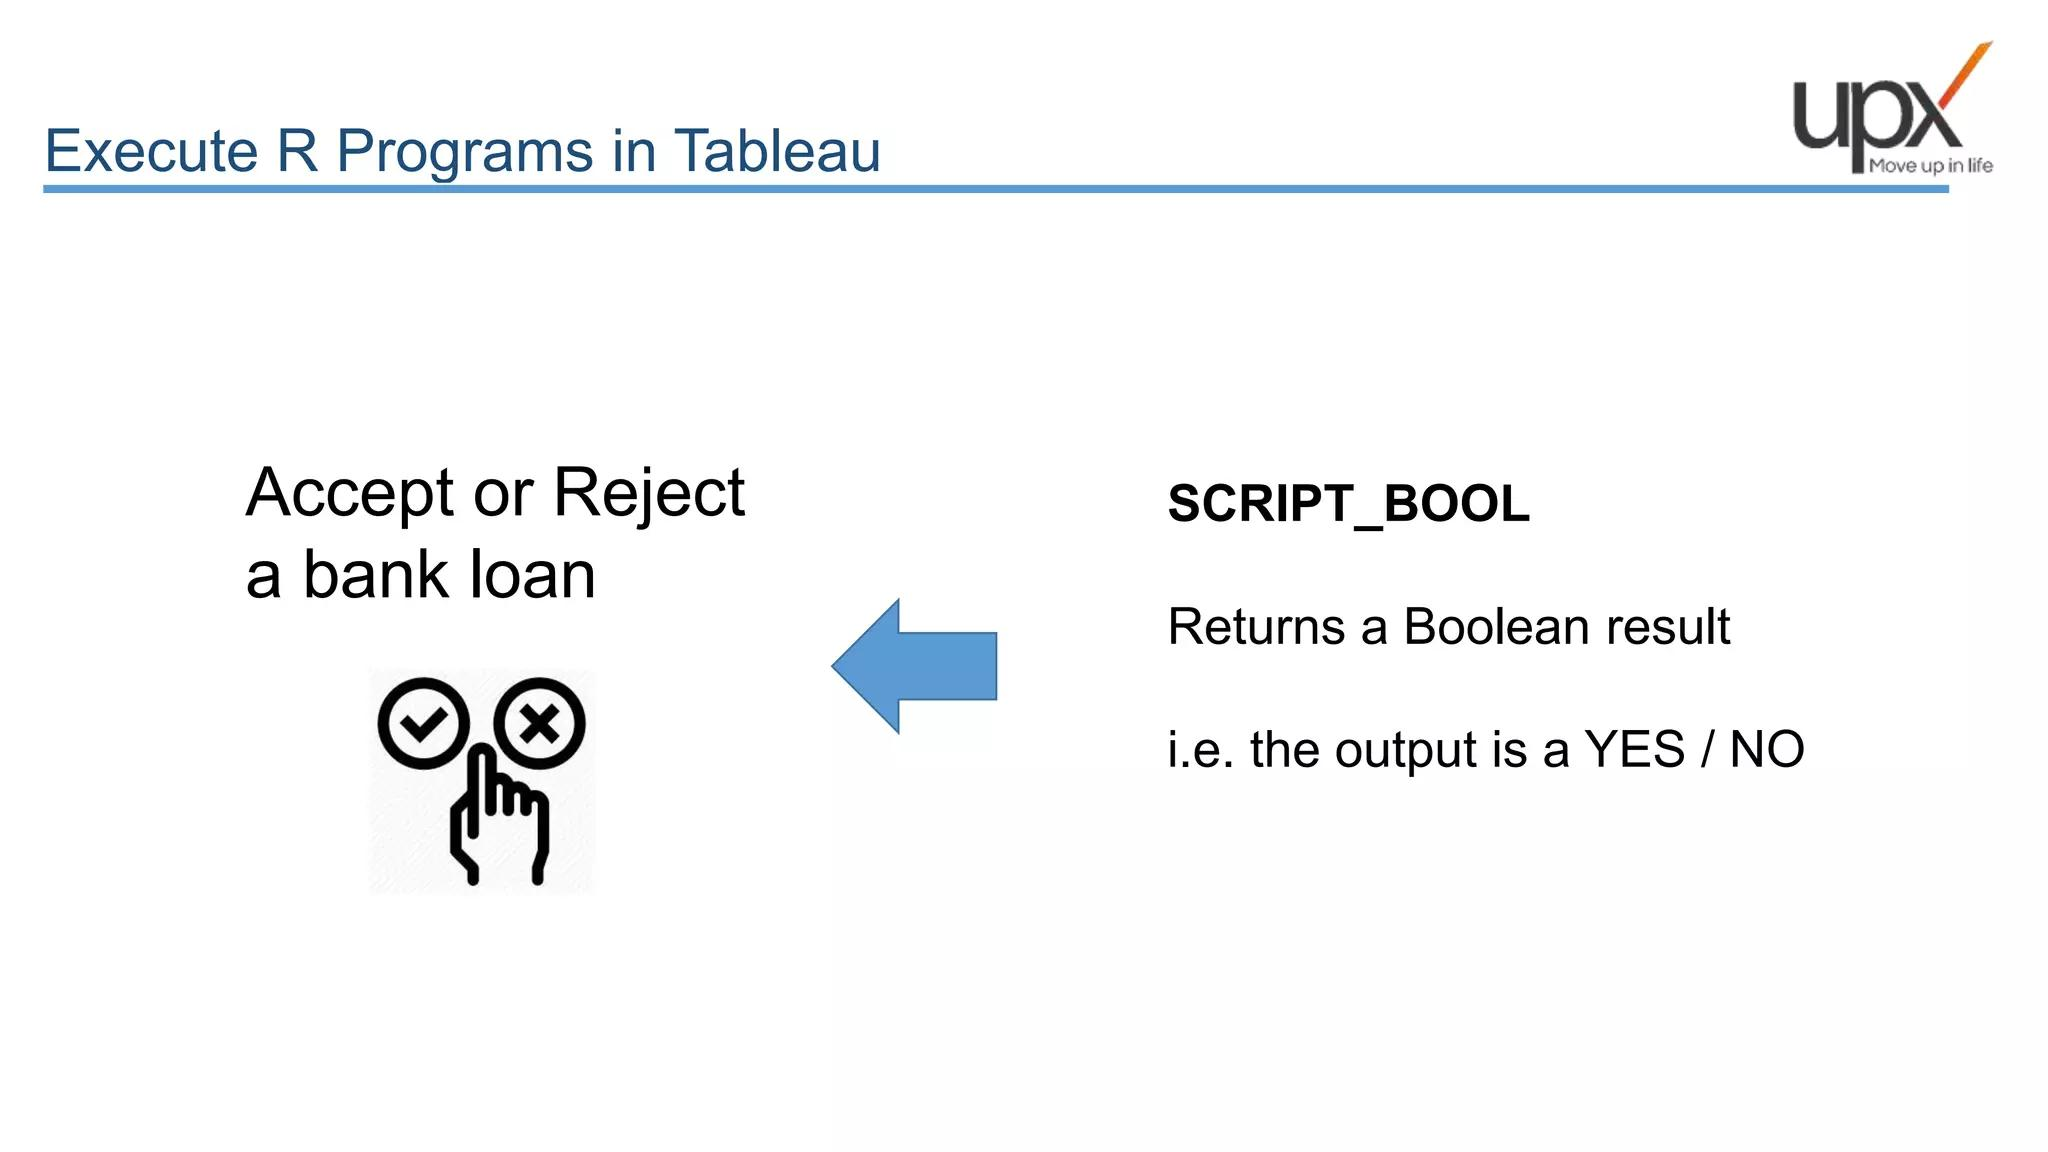 upx
Move up in life
Execute R Programs in Tableau
Accept or Reject
a bank loan
SCRIPT_BOOL
Returns a Boolean result
i.e. the output is a YES / NO